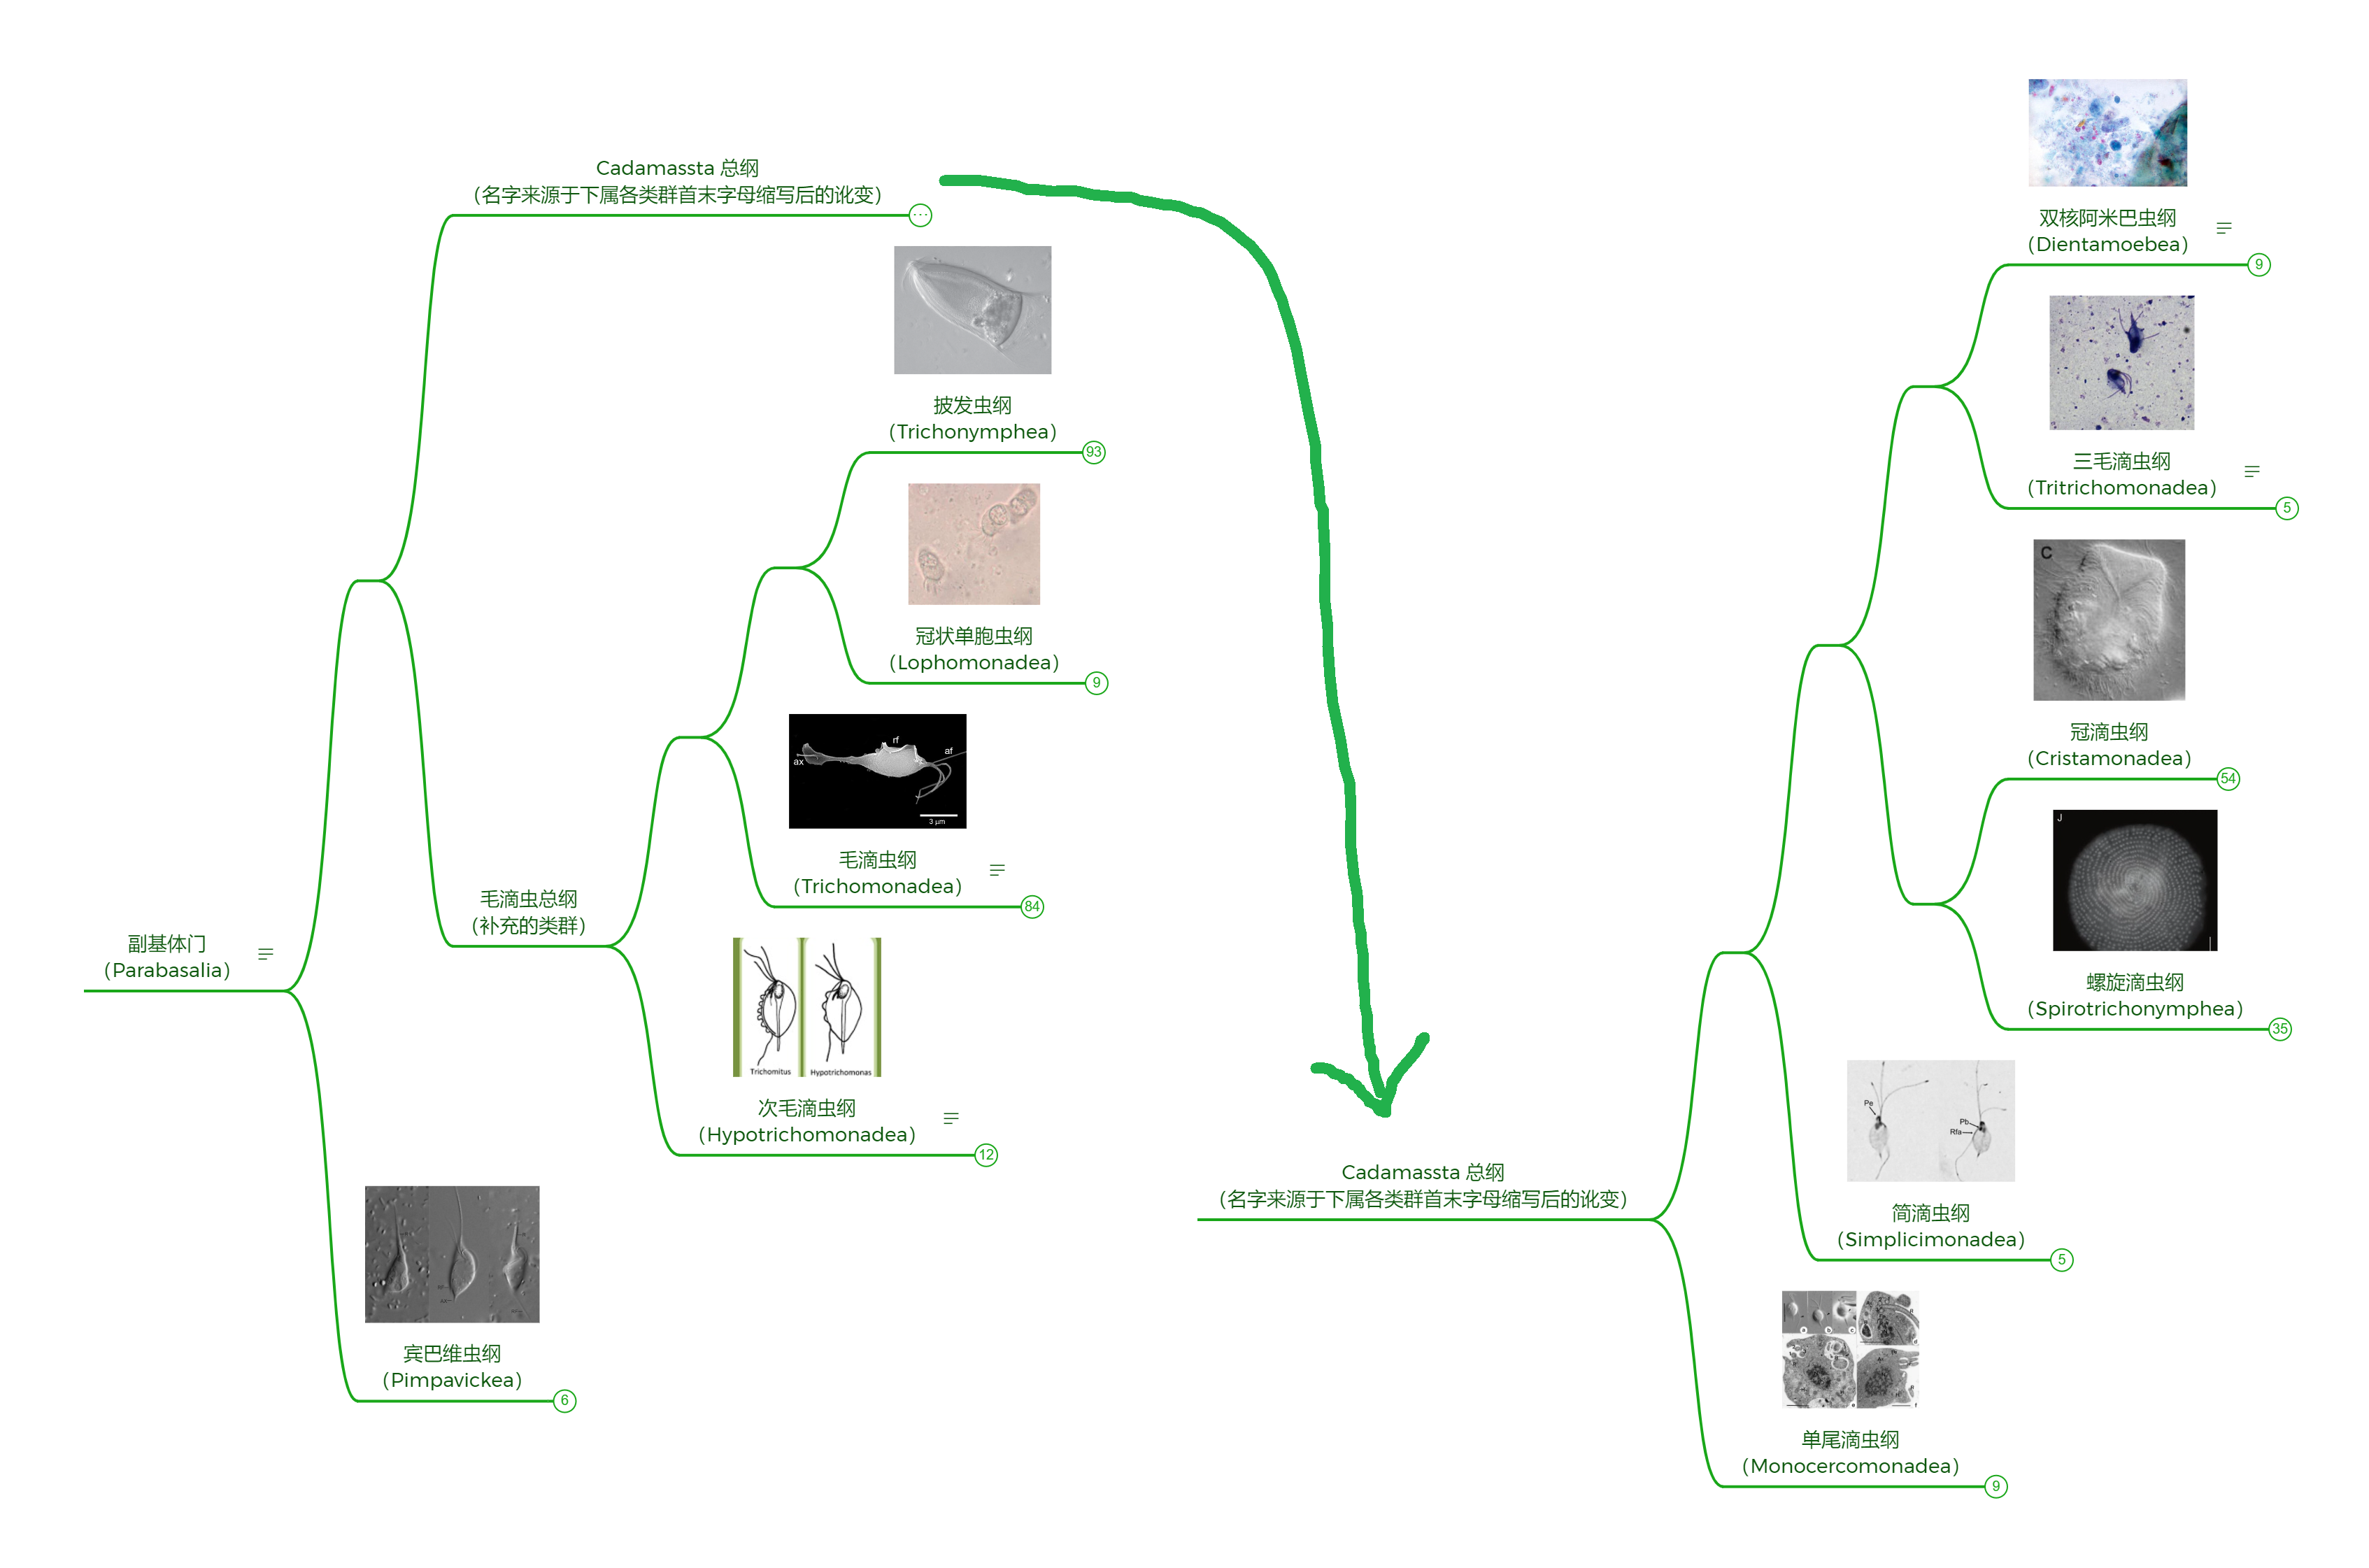 Cadamassta 总纲
（名字来源于下属各类群首末字母缩写后的讹变）
披发虫纲
（Trichonymphea）
93
冠状单胞虫纲
（Lophomonadea）
9
rf
af
ax
3 μm
毛滴虫纲
（Trichomonadea）
84
毛滴虫总纲
（补充的类群）
副基体门
（Parabasalia）
Trichomitus
Hypotrichomonas
次毛滴虫纲
（Hypotrichomonadea）
12
宾巴维虫纲
（Pimpavickea）
6
Cadamassta 总纲
（名字来源于下属各类群首末字母缩写后的讹变）
双核阿米巴虫纲
（Dientamoebea）
9
三毛滴虫纲
（Tritrichomonadea）
5
C
冠滴虫纲
（Cristamonadea）
54
J
螺旋滴虫纲
（Spirotrichonymphea）
35
Pe
Pb
Rfa
简滴虫纲
（Simplicimonadea）
5
单尾滴虫纲
（Monocercomonadea）
9